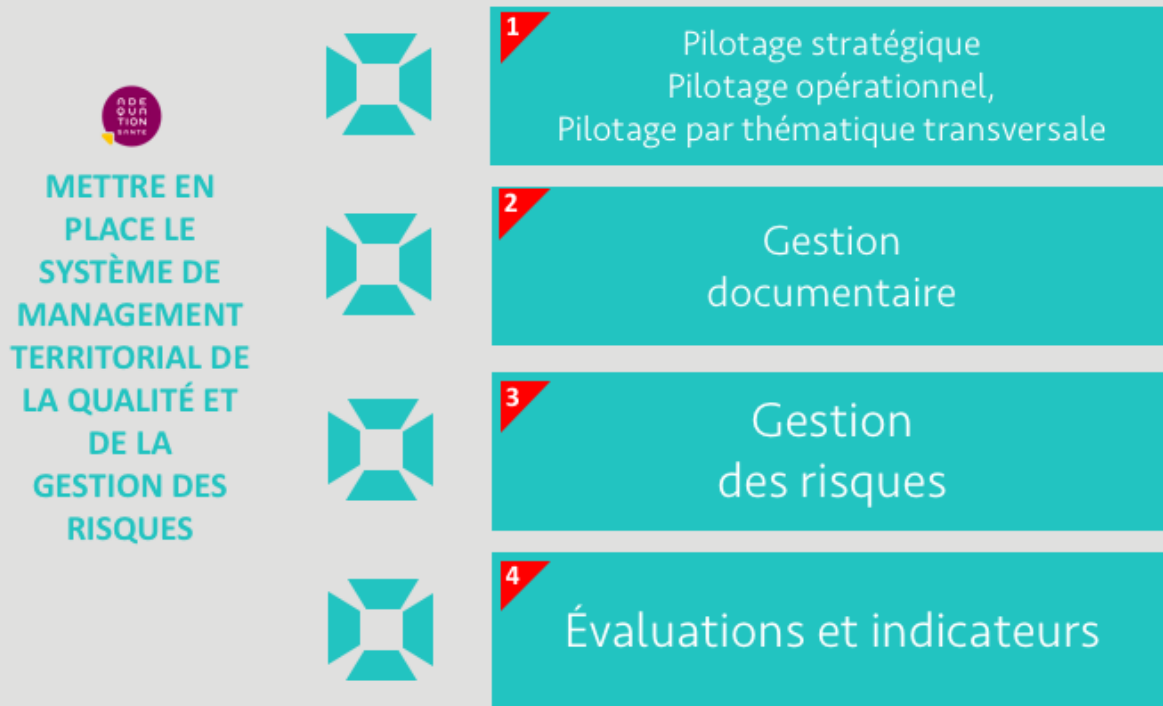 ADE
QUA
TION
SANTE
METTRE EN
PLACE LE
SYSTÈME DE
MANAGEMENT
TERRITORIAL DE
LA QUALITÉ ET
DE LA
GESTION DES
RISQUES
1
Pilotage stratégique
Pilotage opérationnel,
Pilotage par thématique transversale
2
Gestion
documentaire
3
Gestion
des risques
4
Évaluations et indicateurs